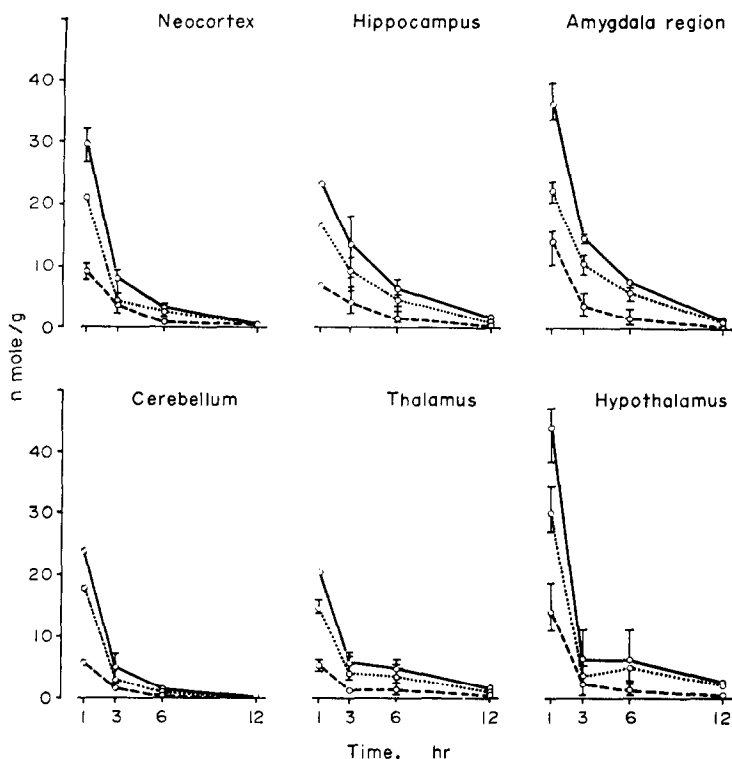 Neocortex Hippocampus Amygdala region
40
30
20
10
0
n mole/g
Cerebellum Thalamus Hypothalamus
40
30
20
10
0
1 3 6 12 1 3 6 12 1 3 6 12
Time. hr